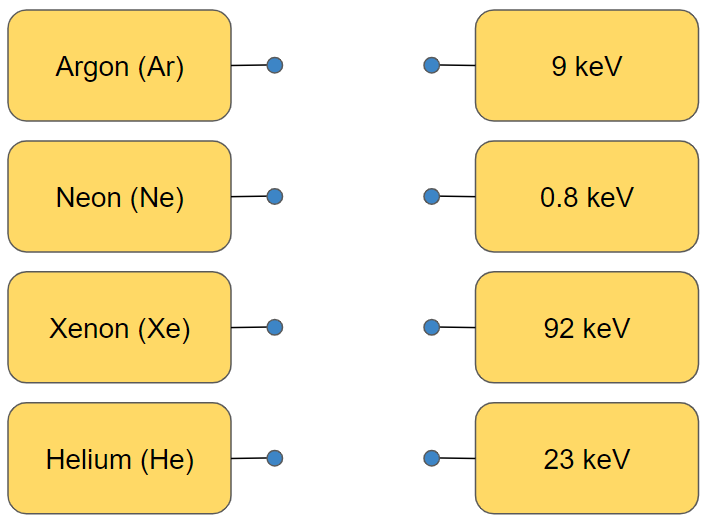 Argon (Ar)
9 keV
Neon (Ne)
0.8 keV
Xenon (Xe)
92 keV
Helium (He)
23 keV